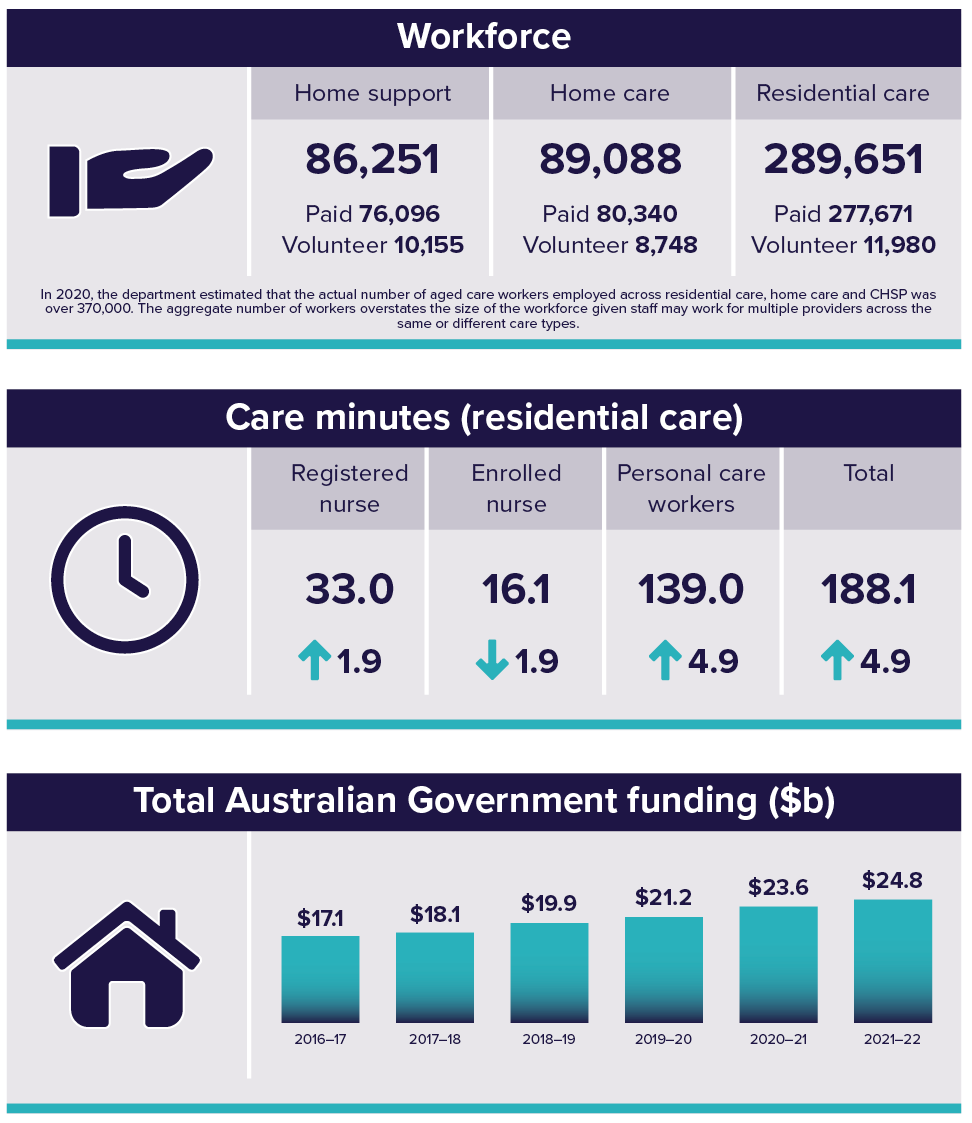 Workforce
Home support
Home care
Residential care
86,251
89,088
289,651
Paid 76,096
Paid 80,340
Paid 277,671
Volunteer 10,155
Volunteer 8,748
Volunteer 11,980
In 2020, the department estimated that the actual number of aged care workers employed across residential care, home care and CHSP was
over 370,000. The aggregate number of workers overstates the size of the workforce given staff may work for multiple providers across the
same or different care types.
Care minutes (residential care)
Registered
nurse
Enrolled
nurse
Personal care
workers
Total
33.0
16.1
139.0
188.1
1.9
1.9
4.9
4.9
Total Australian Government funding ($b)
$17.1
$18.1
$19.9
$21.2
$23.6
$24.8
2016–17
2017–18
2018–19
2019–20
2020–21
2021–22